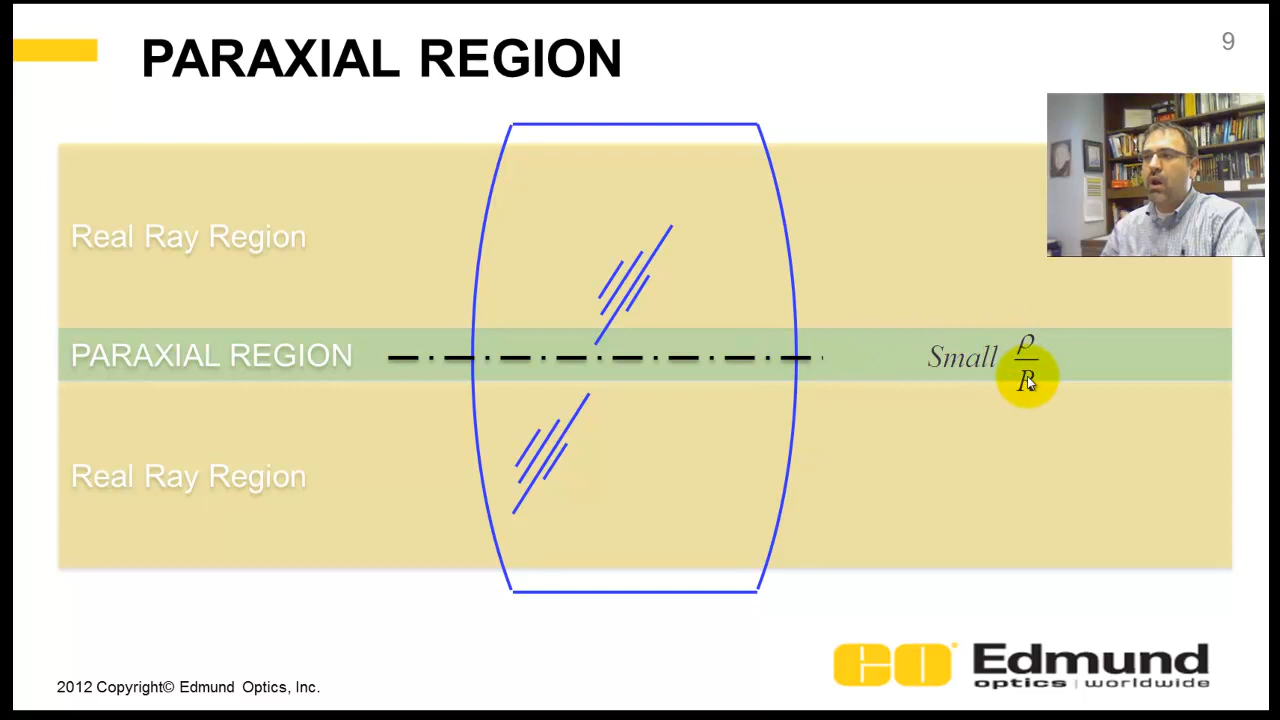 PARAXIAL REGION
9
Real Ray Region
PARAXIAL REGION
Small ρ/R
Real Ray Region
2012 Copyright© Edmund Optics, Inc.
EO Edmund
optics | worldwide